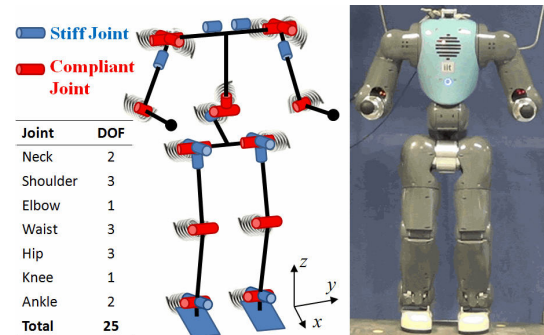 Stiff Joint
Compliant
Joint
Joint DOF
Neck 2
Shoulder 3
Elbow 1
Waist 3
Hip 3
Knee 1
Ankle 2
Total 25
z
y
x
iit